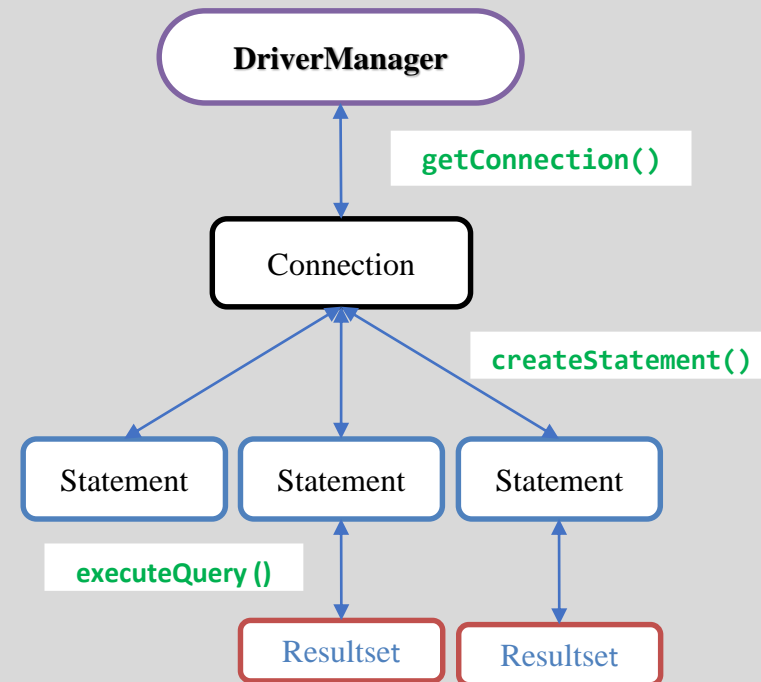 DriverManager
getConnection()
Connection
createStatement()
Statement
Statement
Statement
executeQuery ()
Resultset
Resultset